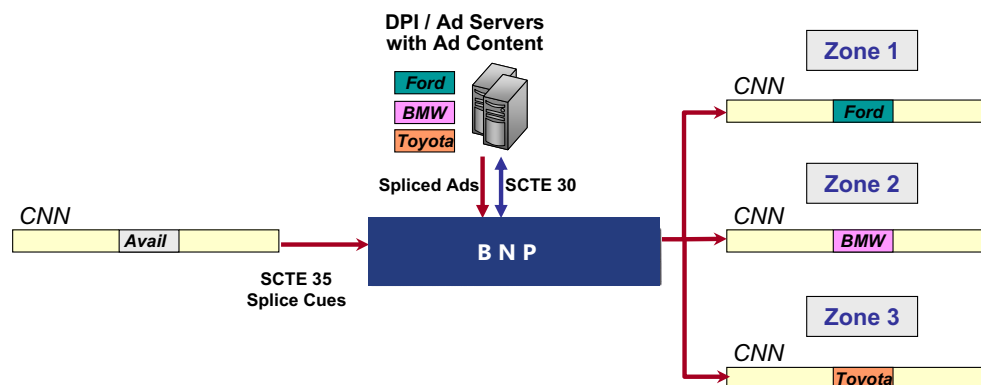 DPI / Ad Servers
with Ad Content
Ford
BMW
Toyota
Spliced Ads
SCTE 30
CNN
Avail
SCTE 35
Splice Cues
B N P
Zone 1
CNN
Ford
Zone 2
CNN
BMW
Zone 3
CNN
Toyota